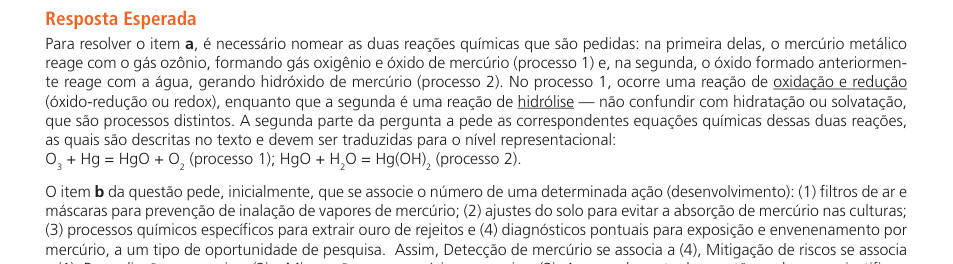 Resposta Esperada
Para resolver o item a, é necessário nomear as duas reações químicas que são pedidas: na primeira delas, o mercúrio metálico
reage com o gás ozônio, formando gás oxigênio e óxido de mercúrio (processo 1) e, na segunda, o óxido formado anteriormen-
te reage com a água, gerando hidróxido de mercúrio (processo 2). No processo 1, ocorre uma reação de oxidação e redução
(óxido-redução ou redox), enquanto que a segunda é uma reação de hidrólise — não confundir com hidratação ou solvatação,
que são processos distintos. A segunda parte da pergunta a pede as correspondentes equações químicas dessas duas reações,
as quais são descritas no texto e devem ser traduzidas para o nível representacional:
O₃ + Hg = HgO + O₂ (processo 1); HgO + H₂O = Hg(OH)₂ (processo 2).
O item b da questão pede, inicialmente, que se associe o número de uma determinada ação (desenvolvimento): (1) filtros de ar e
máscaras para prevenção de inalação de vapores de mercúrio; (2) ajustes do solo para evitar a absorção de mercúrio nas culturas;
(3) processos químicos específicos para extrair ouro de rejeitos e (4) diagnósticos pontuais para exposição e envenenamento por
mercúrio, a um tipo de oportunidade de pesquisa. Assim, Detecção de mercúrio se associa a (4), Mitigação de riscos se associa